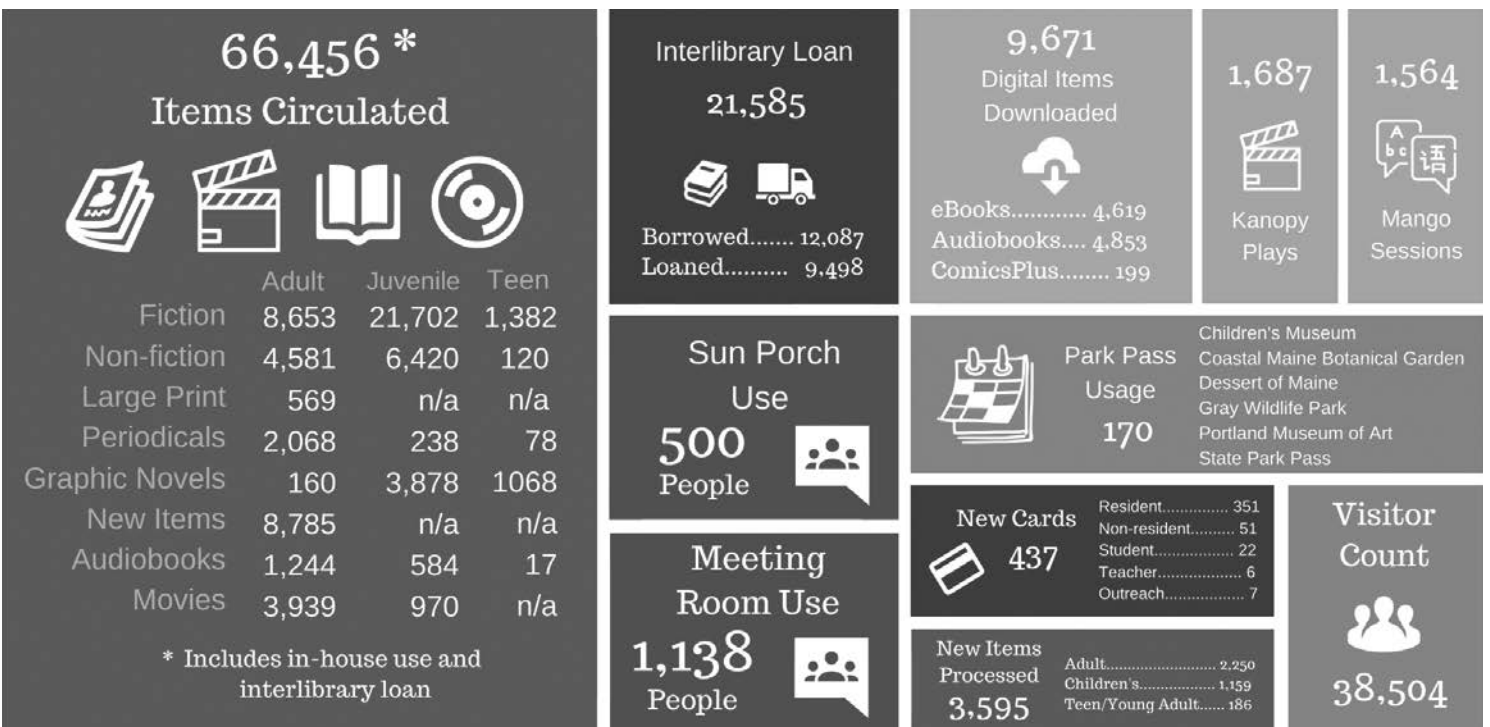 66,456 *
Items Circulated
Adult Juvenile Teen
Fiction 8,653 21,702 1,382
Non-fiction 4,581 6,420 120
Large Print 569 n/a n/a
Periodicals 2,068 238 78
Graphic Novels 160 3,878 1068
New Items 8,785 n/a n/a
Audiobooks 1,244 584 17
Movies 3,939 970 n/a
* Includes in-house use and
interlibrary loan
Interlibrary Loan
21,585
Borrowed....... 12,087
Loaned.......... 9,498
9,671
Digital Items
Downloaded
eBooks............ 4,619
Audiobooks.... 4,853
ComicsPlus........ 199
1,687
Kanopy
Plays
1,564
A
b c
语
Mango
Sessions
Sun Porch
Use
500
People
Park Pass
Usage
170
Children's Museum
Coastal Maine Botanical Garden
Dessert of Maine
Gray Wildlife Park
Portland Museum of Art
State Park Pass
Meeting
Room Use
1,138
People
New Cards
437
Resident............... 351
Non-resident.......... 51
Student.................. 22
Teacher................... 6
Outreach.................. 7
New Items
Processed
3,595
Adult........................... 2,250
Children's................... 1,159
Teen/Young Adult...... 186
Visitor
Count
38,504